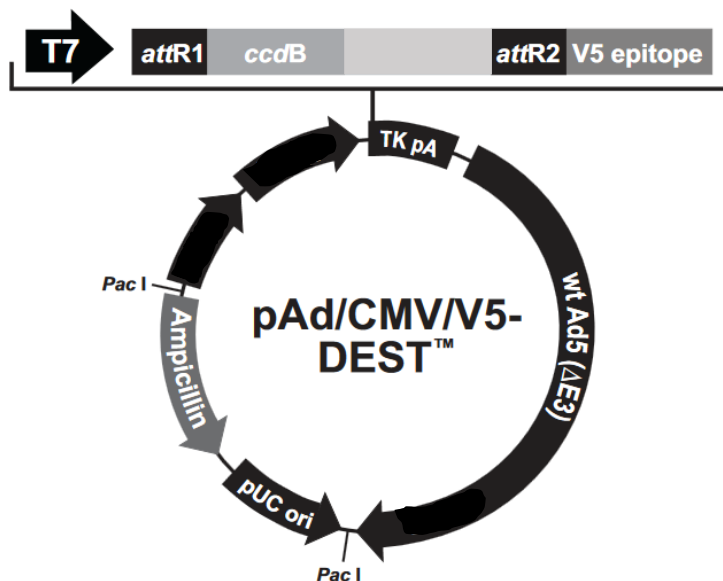 T7 attR1 ccdB attR2 V5 epitope
TK pA
wt Ad5 (ΔE3)
Pac I
Ampicillin
pUC ori
Pac I
pAd/CMV/V5-
DEST™